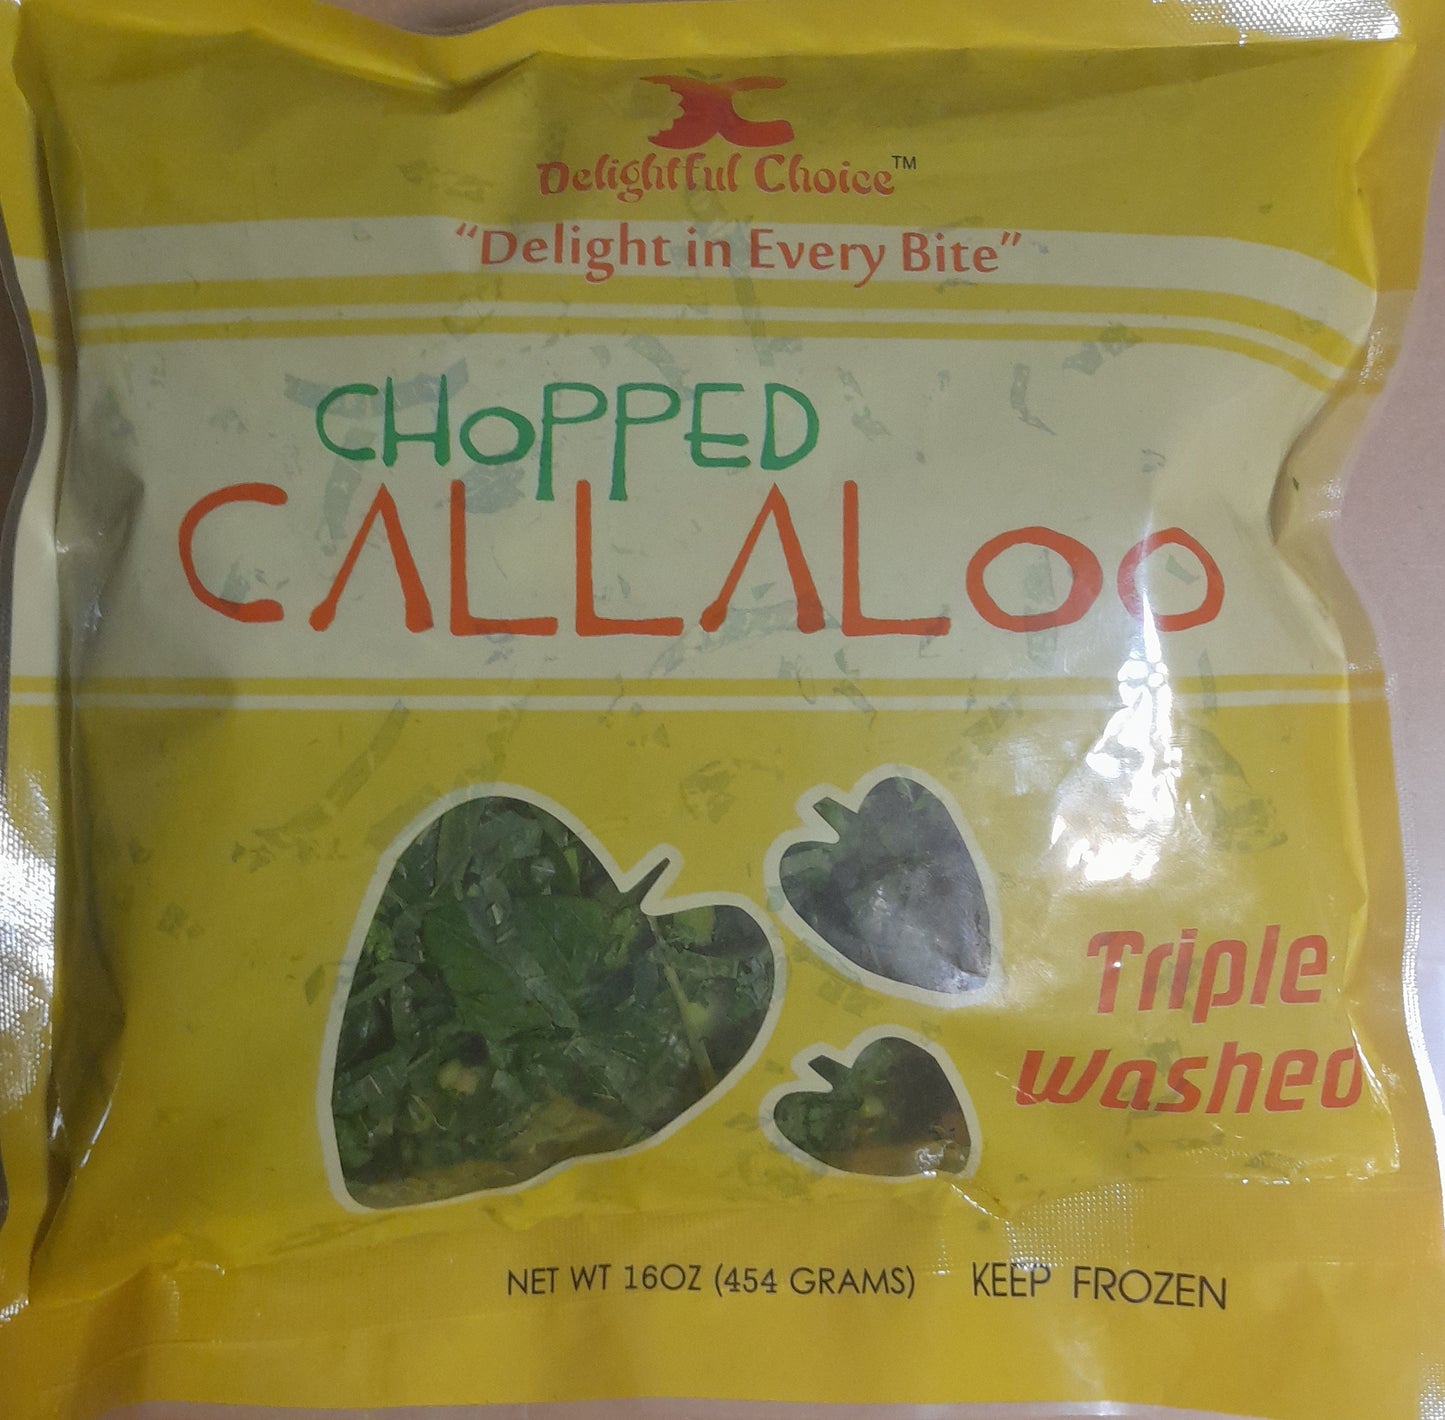 Delightful Choice™
“Delight in Every Bite”
CHOPPED
CALLALOO
Triple
Washed
NET WT 16OZ (454 GRAMS) KEEP FROZEN